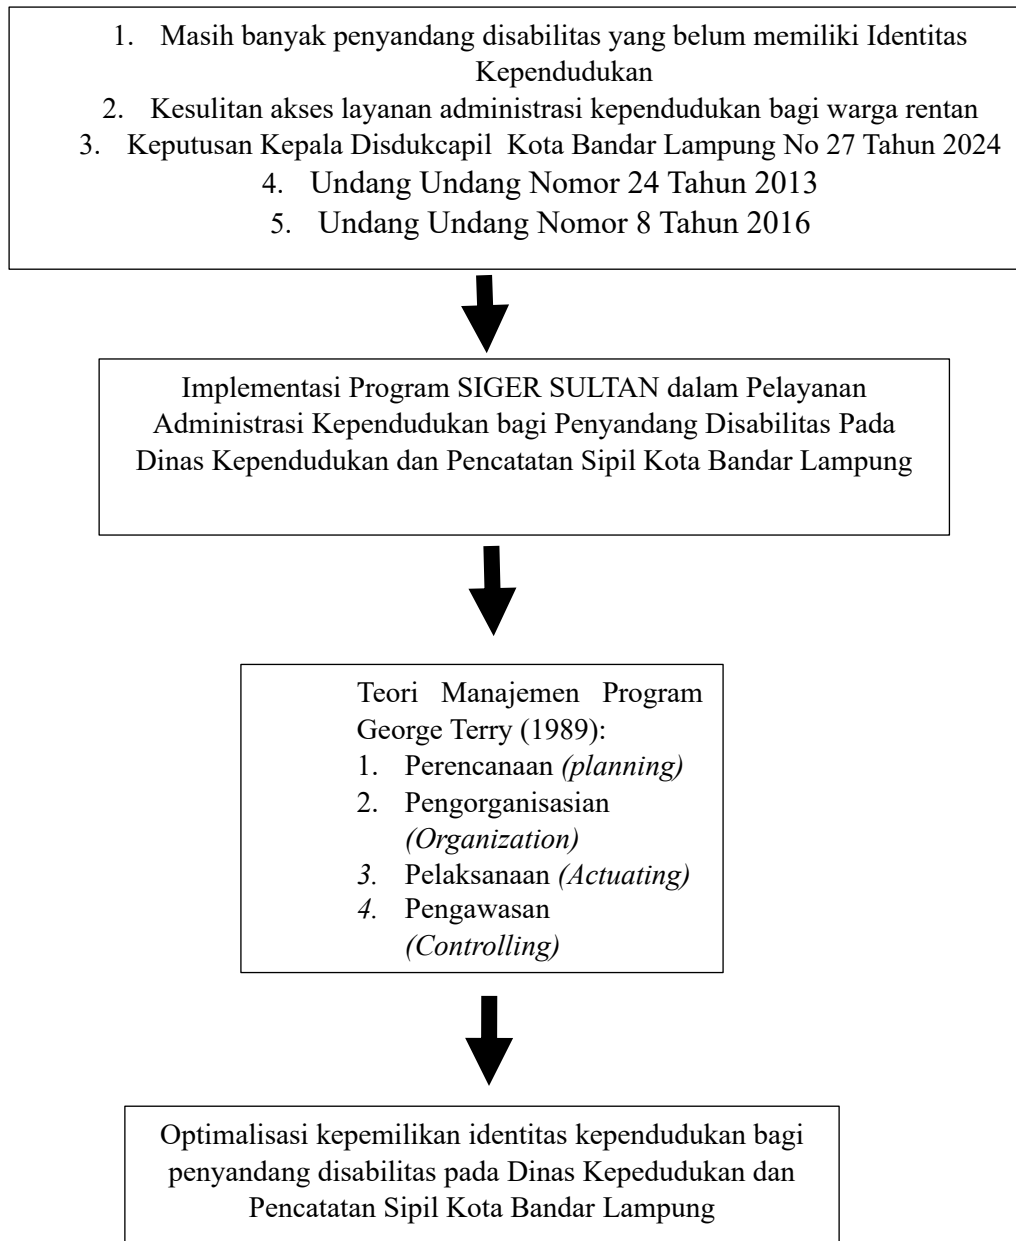 1. Masih banyak penyandang disabilitas yang belum memiliki Identitas
Kependudukan
2. Kesulitan akses layanan administrasi kependudukan bagi warga rentan
3. Keputusan Kepala Disdukcapil Kota Bandar Lampung No 27 Tahun 2024
4. Undang Undang Nomor 24 Tahun 2013
5. Undang Undang Nomor 8 Tahun 2016
Implementasi Program SIGER SULTAN dalam Pelayanan
Administrasi Kependudukan bagi Penyandang Disabilitas Pada
Dinas Kependudukan dan Pencatatan Sipil Kota Bandar Lampung
Teori Manajemen Program
George Terry (1989):
1. Perencanaan (planning)
2. Pengorganisasian
(Organization)
3. Pelaksanaan (Actuating)
4. Pengawasan
(Controlling)
Optimalisasi kepemilikan identitas kependudukan bagi
penyandang disabilitas pada Dinas Kepedudukan dan
Pencatatan Sipil Kota Bandar Lampung